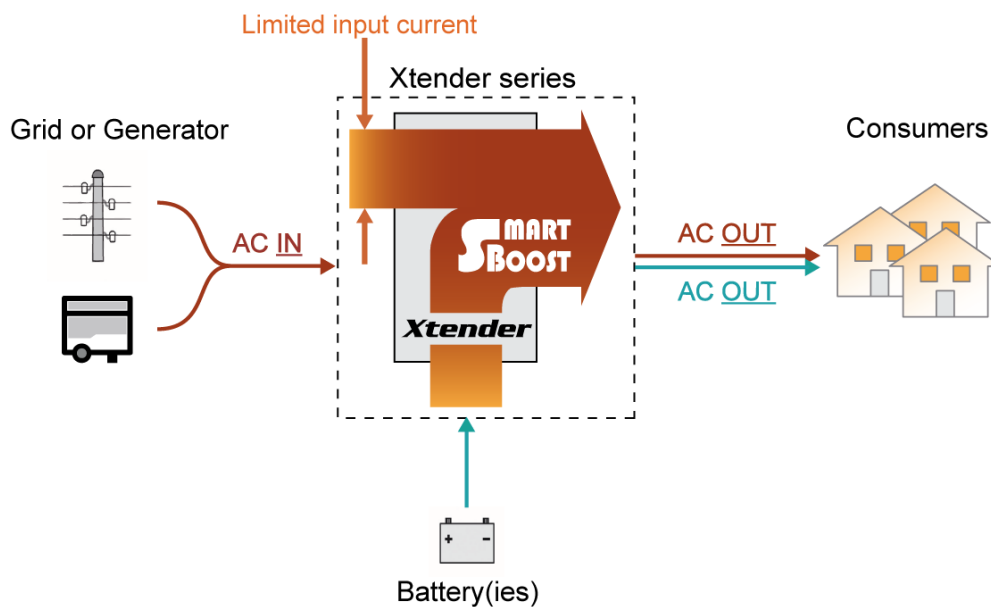 Limited input current
Xtender series
Grid or Generator
Consumers
AC IN
SMART
BOOST
AC OUT
AC OUT
Xtender
+ -
Battery(ies)